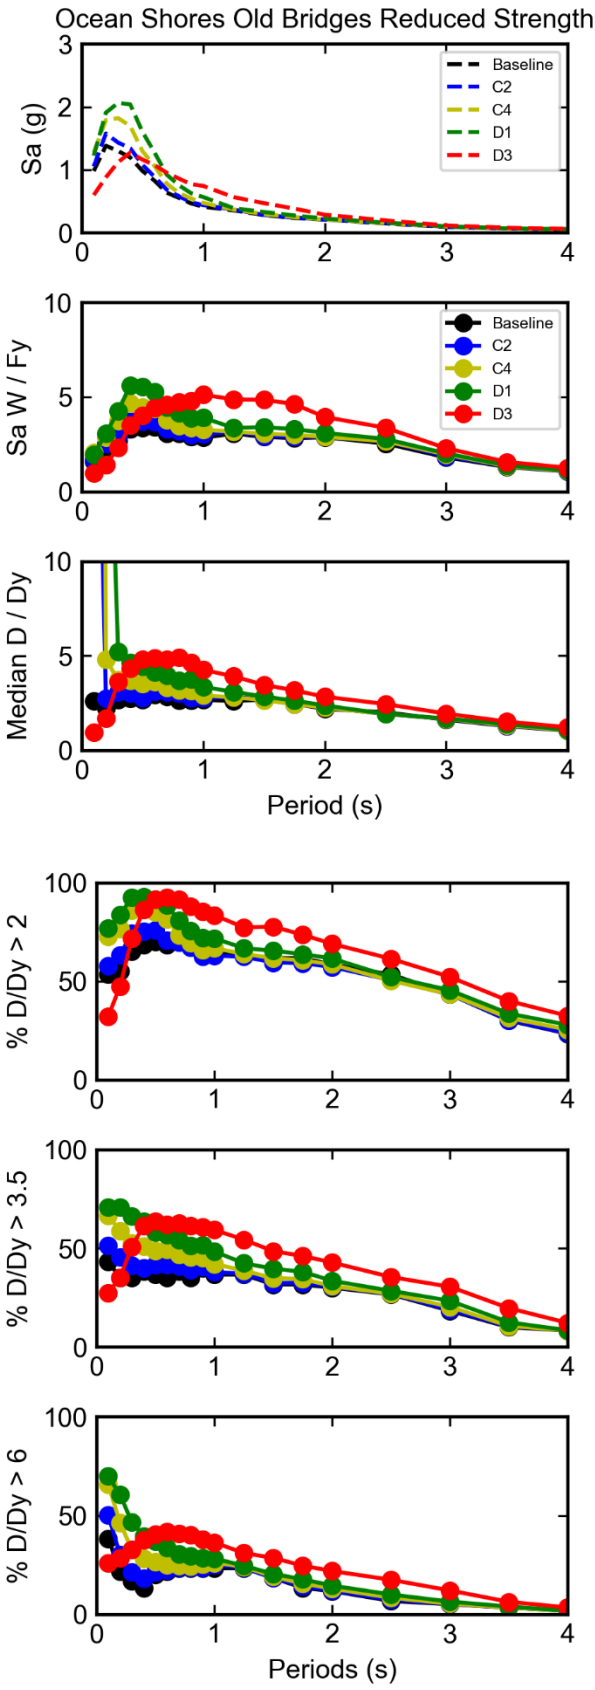 Ocean Shores Old Bridges Reduced Strength
3
2
1
0
Sa (g)
Baseline
C2
C4
D1
D3
0 1 2 3 4
10
5
0
Sa W / Fy
Baseline
C2
C4
D1
D3
0 1 2 3 4
10
5
0
Median D / Dy
0 1 2 3 4
Period (s)
100
50
0
% D/Dy > 2
0 1 2 3 4
100
50
0
% D/Dy > 3.5
0 1 2 3 4
100
50
0
% D/Dy > 6
0 1 2 3 4
Periods (s)